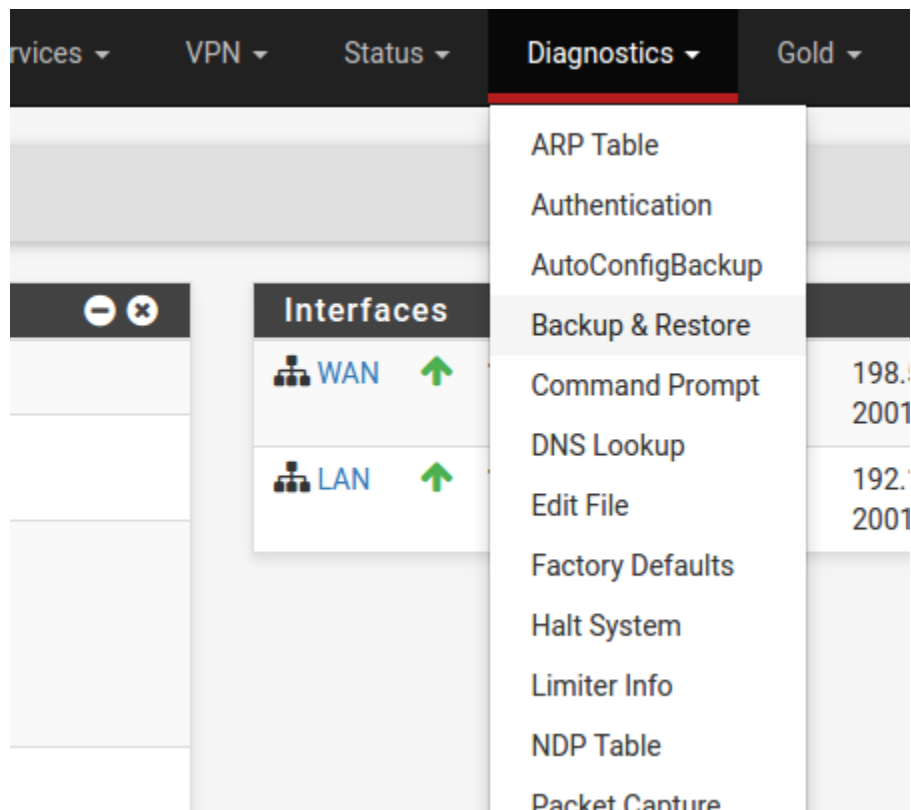 rvices VPN Status Diagnostics Gold
ARP Table
Authentication
AutoConfigBackup
Interfaces
Backup & Restore
WAN
198.
2001
Command Prompt
DNS Lookup
LAN
192.
2001
Edit File
Factory Defaults
Halt System
Limiter Info
NDP Table
Packet Capture